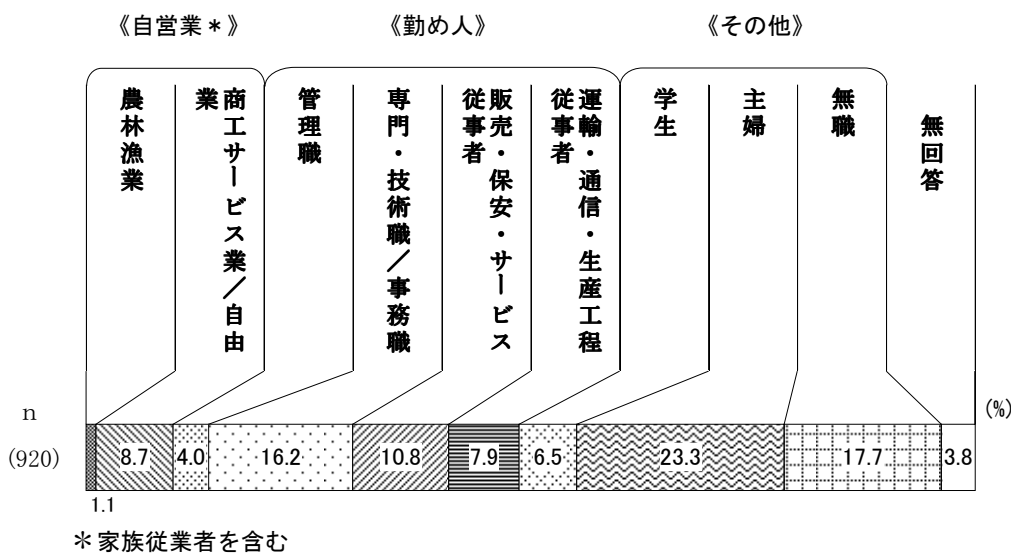 《自営業＊》 《勤め人》 《その他》
農林漁業
商工サービス業／自由
業
管理職
専門・技術職／事務職
販売・保安・サービス
従事者
運輸・通信・生産工程
従事者
学生
主婦
無職
無回答
n
(%)
(920)
8.7 4.0 16.2 10.8 7.9 6.5 23.3 17.7 3.8
1.1
＊家族従業者を含む